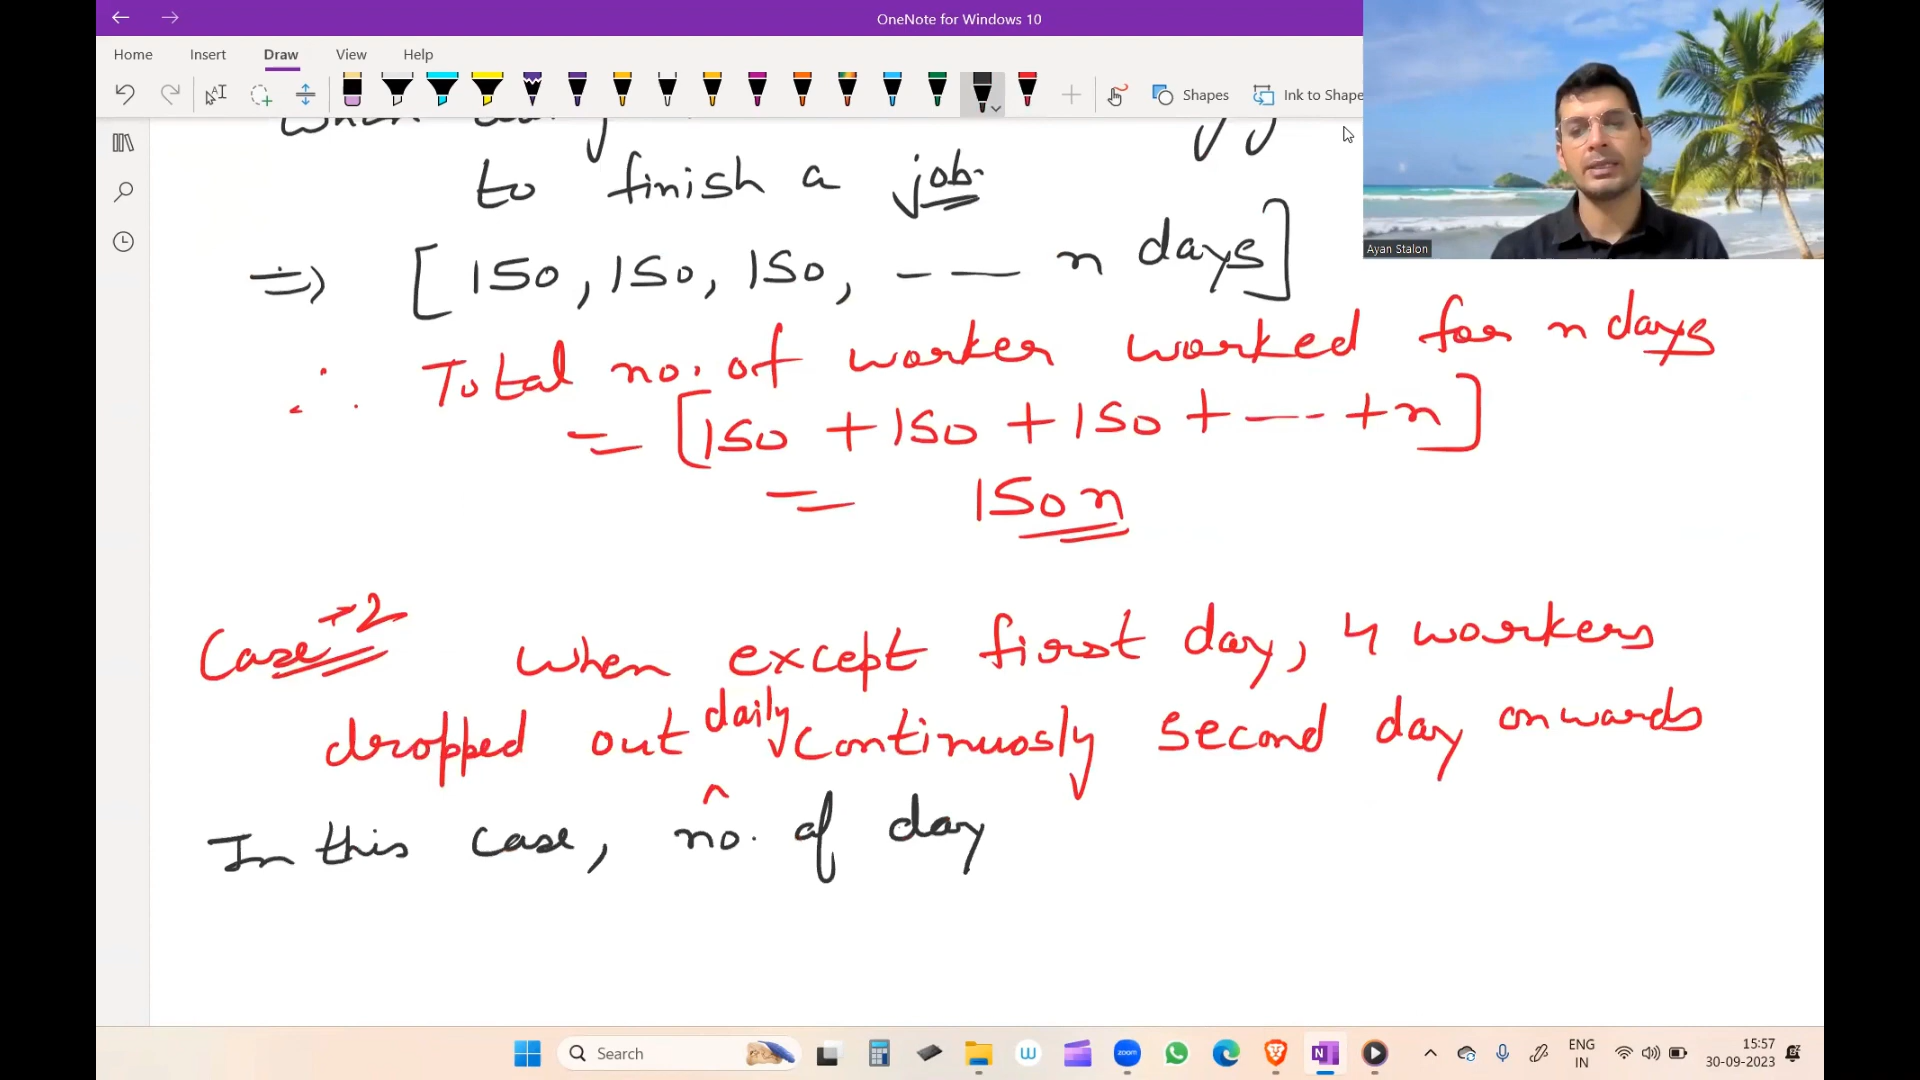 OneNote for Windows 10
Home Insert Draw View Help
Shapes Ink to Shape
to finish a job.
⇒ [150, 150, 150, - — n days]
∴ Total no. of worker worked for n days
= [150 + 150 + 150 + - - - + n]
= 150n
Case→2 When except first day, 4 workers
dropped out daily continuosly second day onwards
In this case, no. of day
Ayan Stalon
Search
zoom
ENG
IN
15:57
30-09-2023